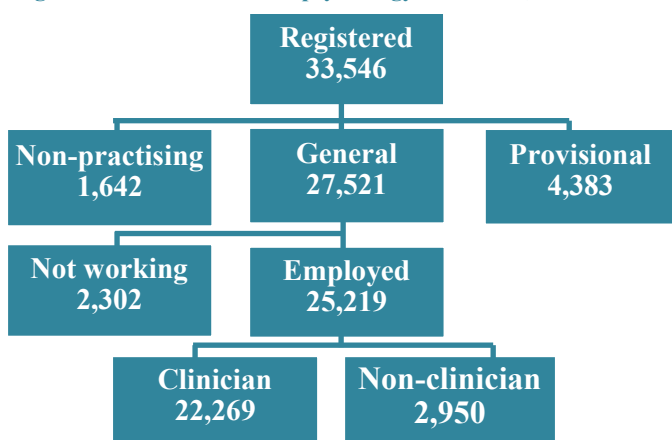 Registered
33,546
Non-practising
1,642
General
27,521
Provisional
4,383
Not working
2,302
Employed
25,219
Clinician
22,269
Non-clinician
2,950